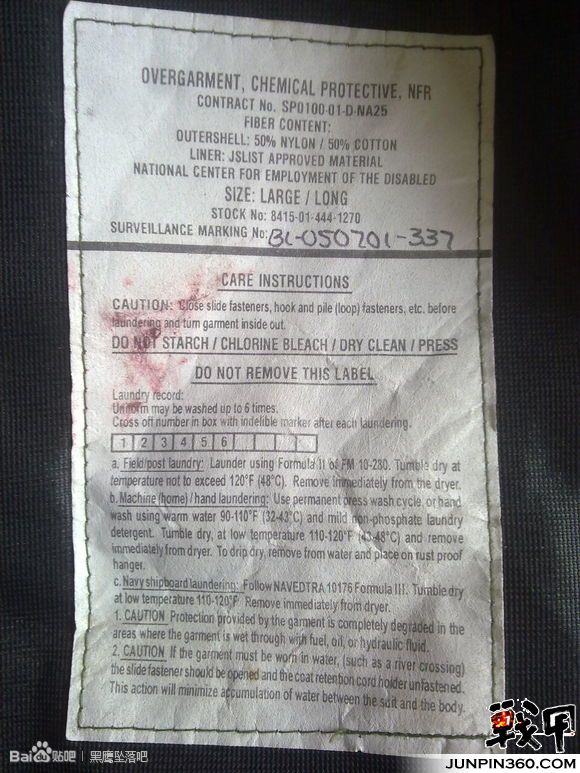 OVERGARMENT, CHEMICAL PROTECTIVE, NFR
CONTRACT No. SPO100-01-D-NA25
FIBER CONTENT:
OUTERSHELL: 50% NYLON / 50% COTTON
LINER: JSLIST APPROVED MATERIAL
NATIONAL CENTER FOR EMPLOYMENT OF THE DISABLED
SIZE: LARGE / LONG
STOCK No: 8415-01-444-1270
SURVEILLANCE MARKING No: BL-050701-337
CARE INSTRUCTIONS
CAUTION: Close slide fasteners, hook and pile (loop) fasteners, etc. before
laundering and turn garment inside out.
DO NOT STARCH / CHLORINE BLEACH / DRY CLEAN / PRESS
DO NOT REMOVE THIS LABEL
Laundry record:
Uniform may be washed up to 6 times.
Cross off number in box with indelible marker after each laundering.
1 2 3 4 5 6
a. Field/post laundry: Launder using Formula II of FM 10-280. Tumble dry at
temperature not to exceed 120°F (48°C). Remove immediately from the dryer.
b. Machine (home) / hand laundering: Use permanent press wash cycle, or hand
wash using warm water 90-110°F (32-43°C) and mild non-phosphate laundry
detergent. Tumble dry, at low temperature 110-120°F (43-48°C) and remove
immediately from dryer. To drip dry, remove from water and place on rust proof
hanger.
c. Navy shipboard laundering: Follow NAVEDTRA 10176 Formula III. Tumble dry
at low temperature 110-120°F. Remove immediately from dryer.
1. CAUTION Protection provided by the garment is completely degraded in the
areas where the garment is wet through with fuel, oil, or hydraulic fluid.
2. CAUTION If the garment must be worn in water, (such as a river crossing)
the slide fastener should be opened and the coat retention cord holder unfastened.
This action will minimize accumulation of water between the suit and the body.
Bai贴吧 | 黑鹰坠落吧
戰甲
JUNPIN360.COM